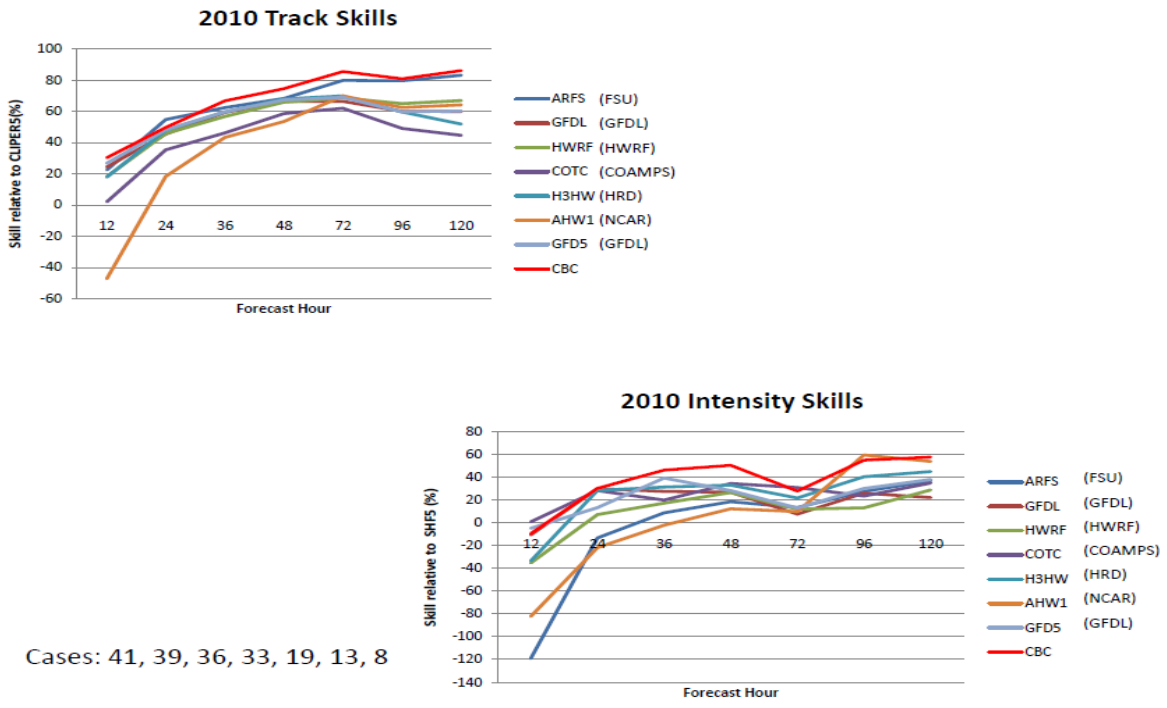 2010 Track Skills
100
80
60
40
20
0
-20
-40
-60
12 24 36 48 72 96 120
Skill relative to CLIPER5(%)
Forecast Hour
ARFS (FSU)
GFDL (GFDL)
HWRF (HWRF)
COTC (COAMPS)
H3HW (HRD)
AHW1 (NCAR)
GFD5 (GFDL)
CBC
2010 Intensity Skills
80
60
40
20
0
-20
-40
-60
-80
-100
-120
-140
12 24 36 48 72 96 120
Skill relative to SHF5 (%)
Forecast Hour
ARFS (FSU)
GFDL (GFDL)
HWRF (HWRF)
COTC (COAMPS)
H3HW (HRD)
AHW1 (NCAR)
GFD5 (GFDL)
CBC
Cases: 41, 39, 36, 33, 19, 13, 8